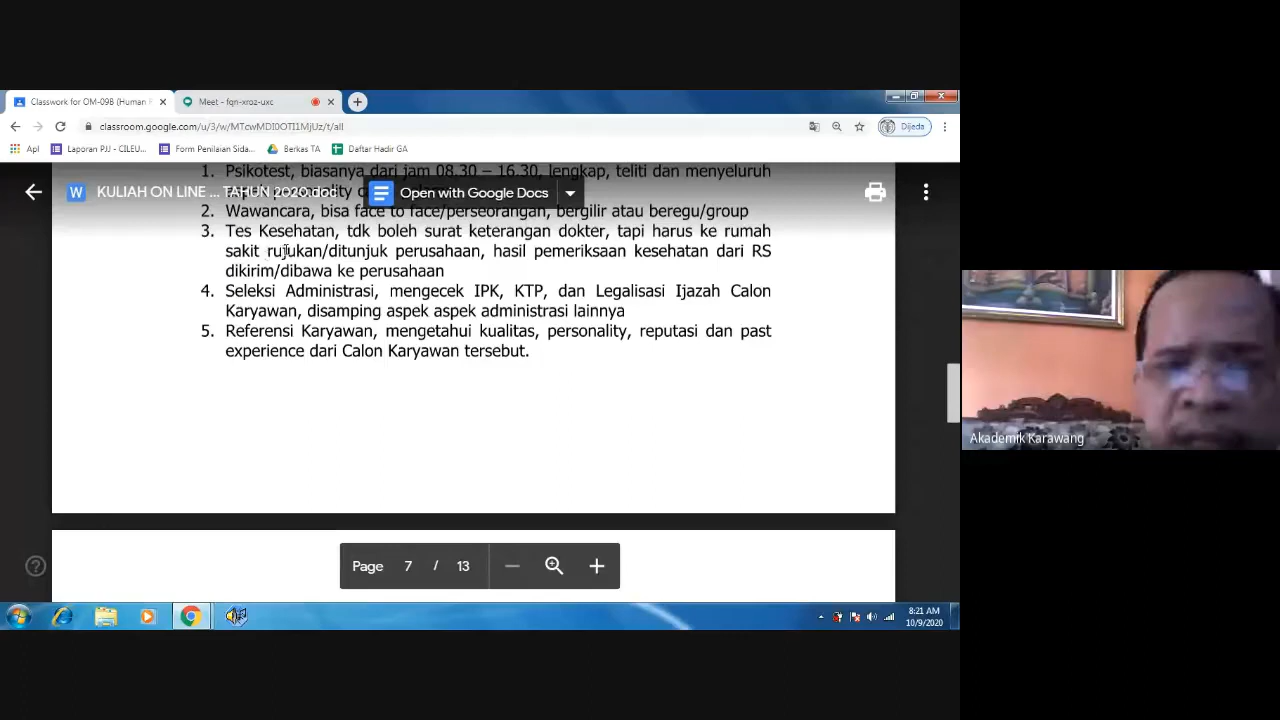 Classwork for OM-098 (Human
Meet - fqn-xroz-uxc
classroom.google.com/u/3/w/MTcwMDI0OTI1MjUz/t/all
Dijeda
Apl
Laporan PJJ - CILEU...
Form Penilaian Sida...
Berkas TA
Daftar Hadir GA
1. Psikotest, biasanya dari jam 08.30 – 16.30, lengkap, teliti dan menyeluruh
W KULIAH ON LINE ... TAHUN 2020.doc
Open with Google Docs
2. Wawancara, bisa face to face/perseorangan, bergilir atau beregu/group
3. Tes Kesehatan, tdk boleh surat keterangan dokter, tapi harus ke rumah
sakit rujukan/ditunjuk perusahaan, hasil pemeriksaan kesehatan dari RS
dikirim/dibawa ke perusahaan
4. Seleksi Administrasi, mengecek IPK, KTP, dan Legalisasi Ijazah Calon
Karyawan, disamping aspek aspek administrasi lainnya
5. Referensi Karyawan, mengetahui kualitas, personality, reputasi dan past
experience dari Calon Karyawan tersebut.
Akademik Karawang
Page 7 / 13
8:21 AM
10/9/2020